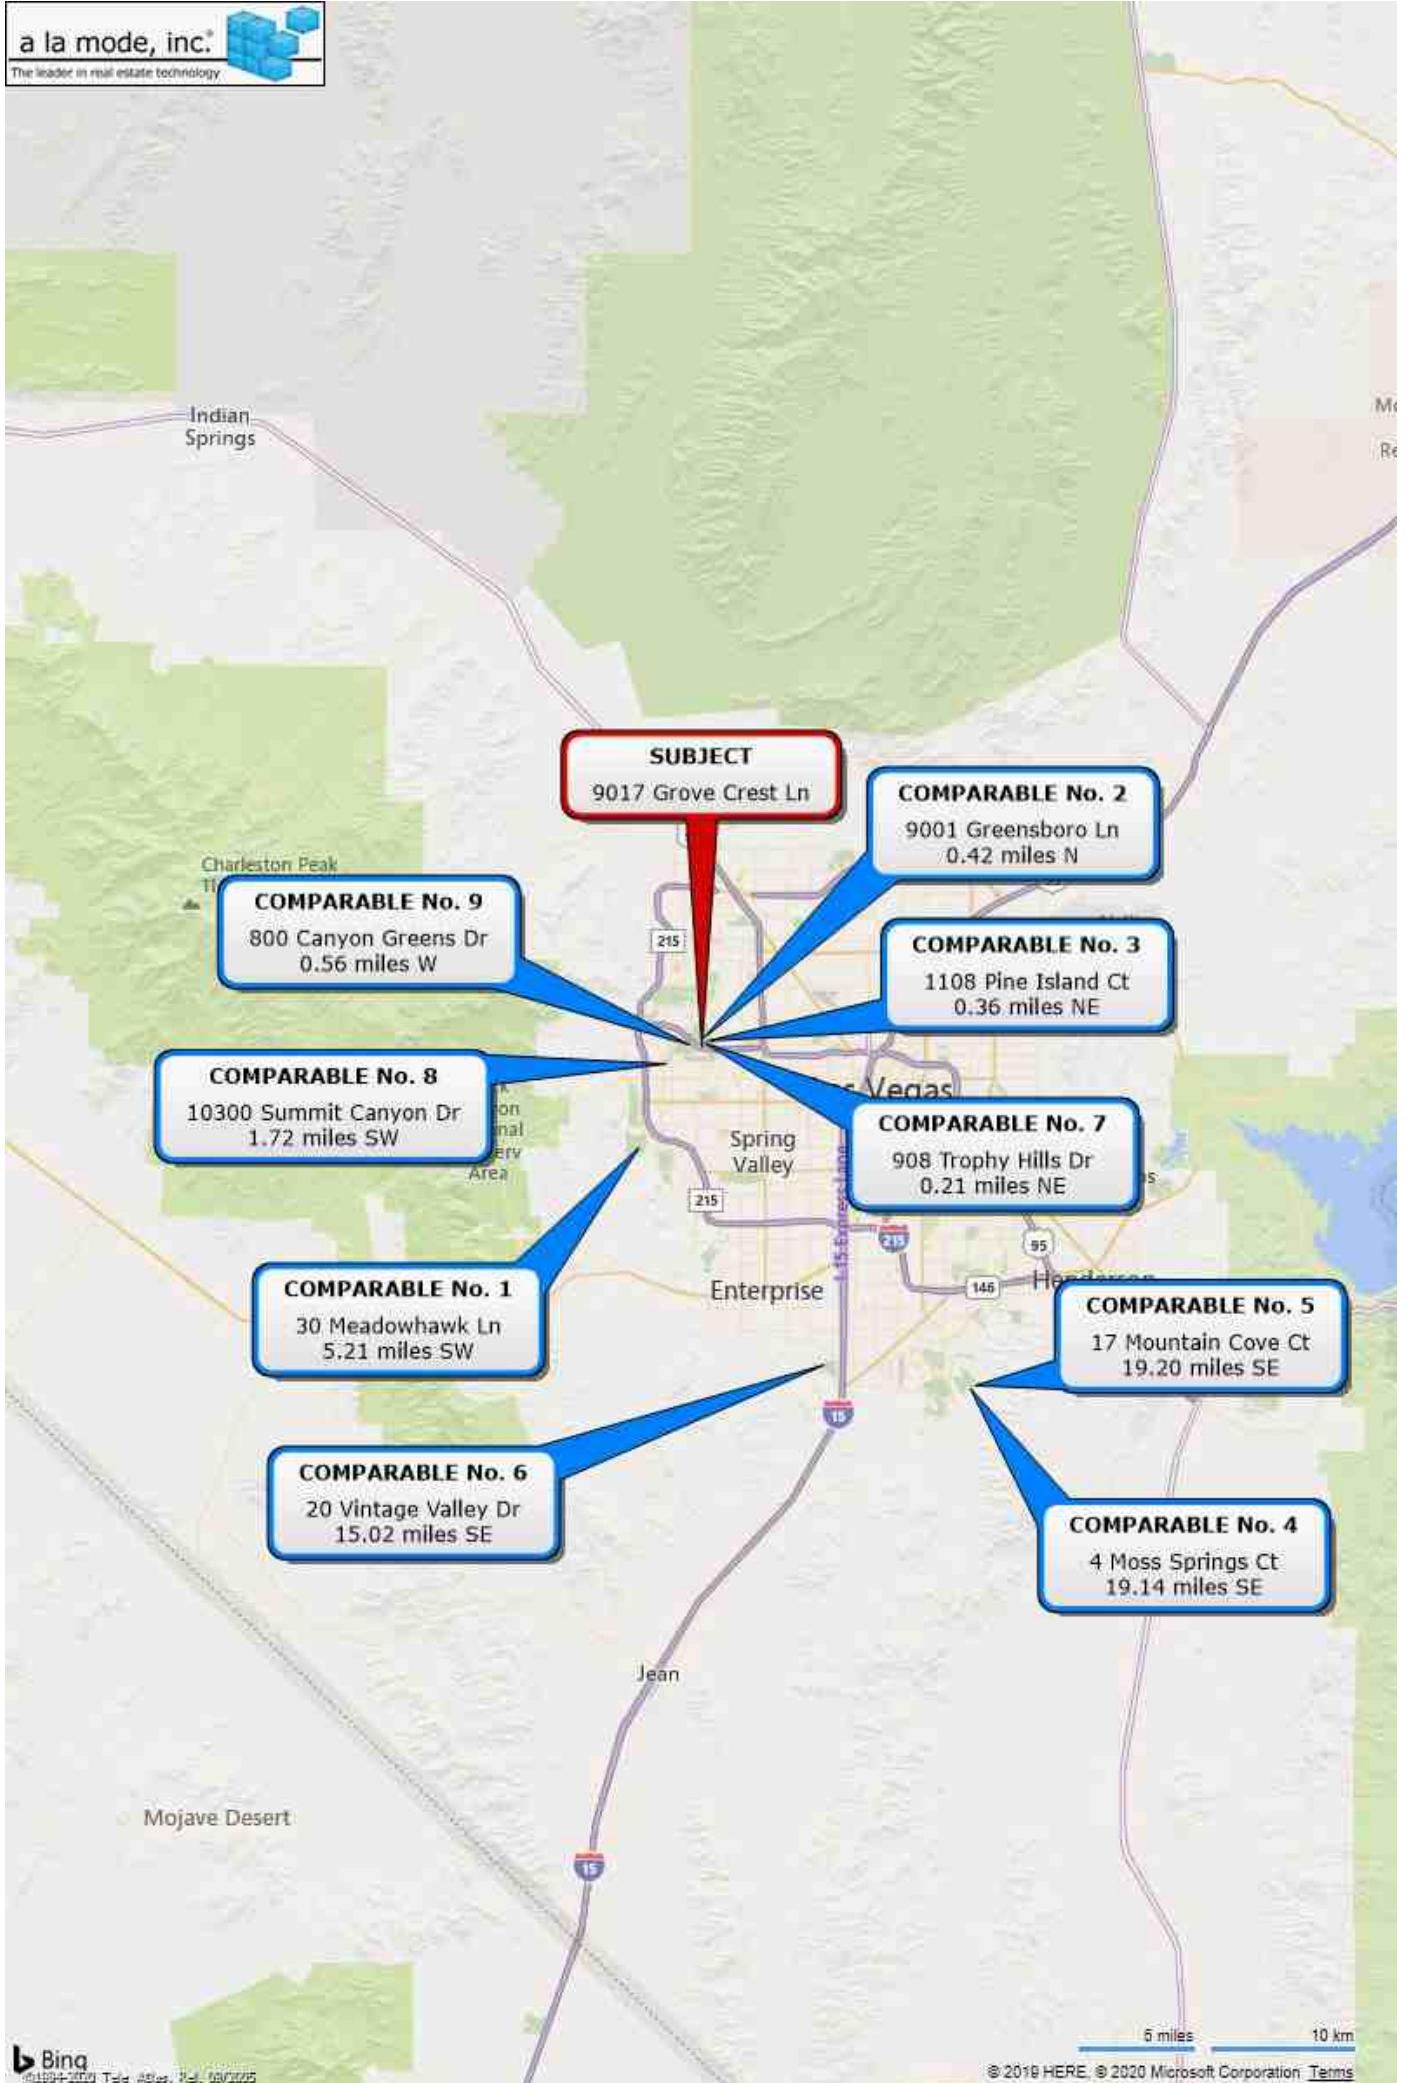 a la mode, inc.
The leader in real estate technology
Indian
Springs
SUBJECT
9017 Grove Crest Ln
COMPARABLE No. 2
9001 Greensboro Ln
0.42 miles N
Charleston Peak
COMPARABLE No. 9
800 Canyon Greens Dr
0.56 miles W
215
COMPARABLE No. 3
1108 Pine Island Ct
0.36 miles NE
COMPARABLE No. 8
10300 Summit Canyon Dr
1.72 miles SW
Area
Vegas
Spring
Valley
COMPARABLE No. 7
908 Trophy Hills Dr
0.21 miles NE
215
I-15 Express Lane
215
95
146
Henderson
Enterprise
COMPARABLE No. 1
30 Meadowhawk Ln
5.21 miles SW
COMPARABLE No. 5
17 Mountain Cove Ct
19.20 miles SE
15
COMPARABLE No. 6
20 Vintage Valley Dr
15.02 miles SE
COMPARABLE No. 4
4 Moss Springs Ct
19.14 miles SE
Jean
Mojave Desert
15
5 miles
10 km
Bing
© 2019 HERE, © 2020 Microsoft Corporation Terms